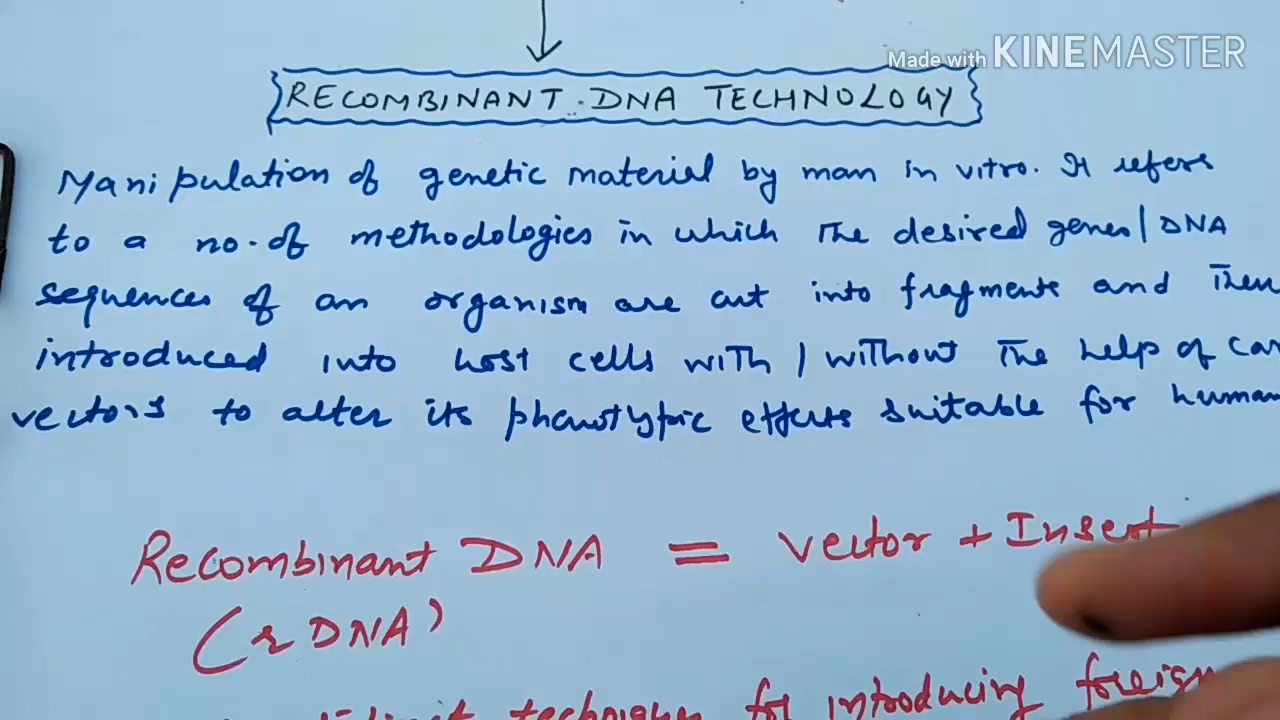 Made with KINEMASTER
RECOMBINANT DNA TECHNOLOGY
Manipulation of genetic material by man in vitro. It refers
to a no. of methodologies in which the desired genes/DNA
sequences of an organism are cut into fragments and then
introduced into host cells with/without the help of
vectors to alter its phenotypic effects suitable for human
Recombinant DNA = Vector + Insert
(rDNA)
techniques for introducing foreign